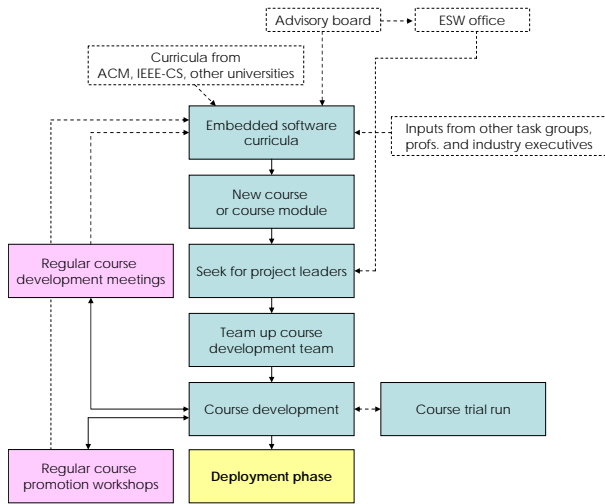 Advisory board
ESW office
Curricula from
ACM, IEEE-CS, other universities
Embedded software
curricula
Inputs from other task groups,
profs. and industry executives
New course
or course module
Regular course
development meetings
Seek for project leaders
Team up course
development team
Course development
Course trial run
Regular course
promotion workshops
Deployment phase